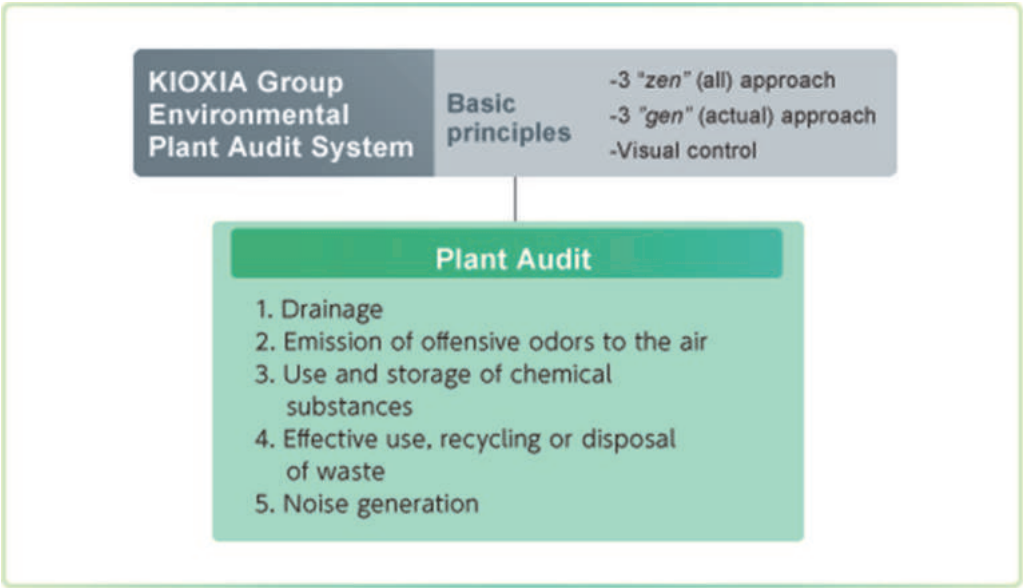 KIOXIA Group
Environmental
Plant Audit System
Basic
principles
-3 “zen” (all) approach
-3 ”gen” (actual) approach
-Visual control
Plant Audit
1. Drainage
2. Emission of offensive odors to the air
3. Use and storage of chemical
substances
4. Effective use, recycling or disposal
of waste
5. Noise generation